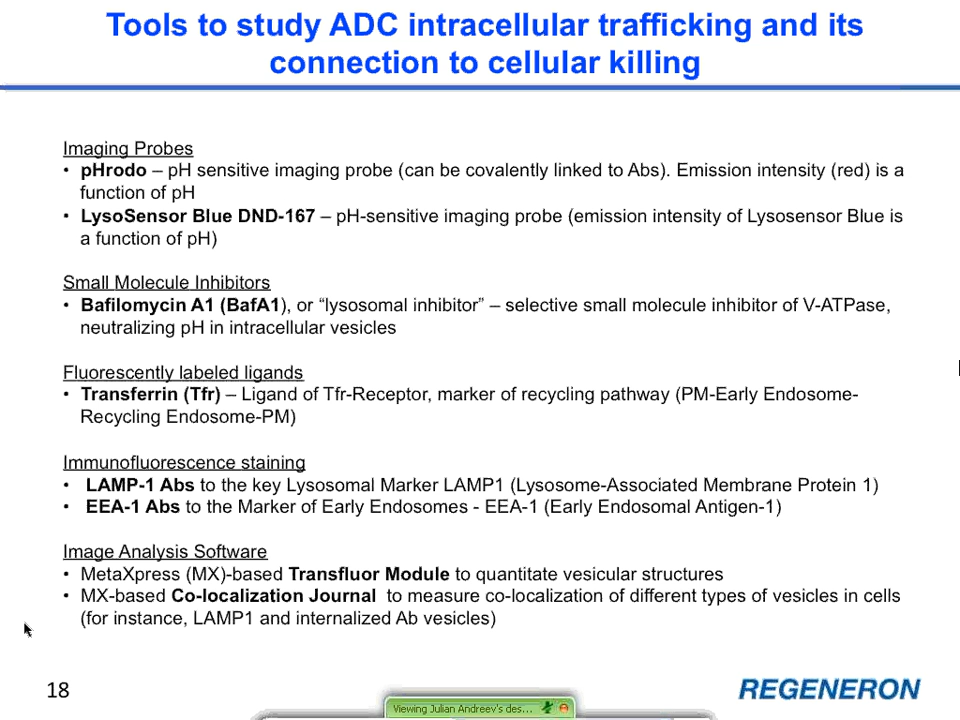 Tools to study ADC intracellular trafficking and its
connection to cellular killing
Imaging Probes
• pHrodo – pH sensitive imaging probe (can be covalently linked to Abs). Emission intensity (red) is a
function of pH
• LysoSensor Blue DND-167 – pH-sensitive imaging probe (emission intensity of Lysosensor Blue is
a function of pH)
Small Molecule Inhibitors
• Bafilomycin A1 (BafA1), or “lysosomal inhibitor” – selective small molecule inhibitor of V-ATPase,
neutralizing pH in intracellular vesicles
Fluorescently labeled ligands
• Transferrin (Tfr) – Ligand of Tfr-Receptor, marker of recycling pathway (PM-Early Endosome-
Recycling Endosome-PM)
Immunofluorescence staining
• LAMP-1 Abs to the key Lysosomal Marker LAMP1 (Lysosome-Associated Membrane Protein 1)
• EEA-1 Abs to the Marker of Early Endosomes - EEA-1 (Early Endosomal Antigen-1)
Image Analysis Software
• MetaXpress (MX)-based Transfluor Module to quantitate vesicular structures
• MX-based Co-localization Journal to measure co-localization of different types of vesicles in cells
(for instance, LAMP1 and internalized Ab vesicles)
18
REGENERON
Viewing Julian Andreev's des...